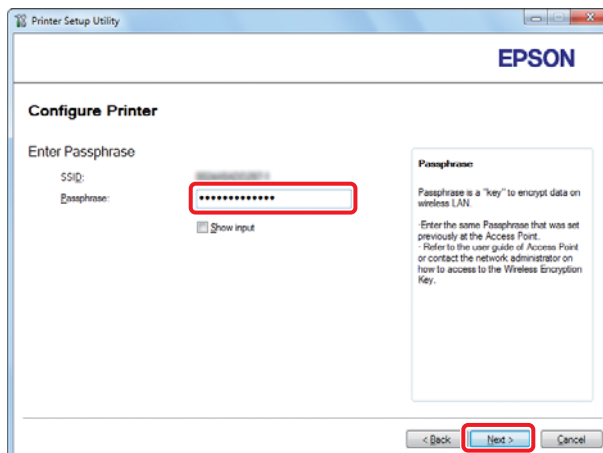 Printer Setup Utility
EPSON
Configure Printer
Enter Passphrase
SSID:
Passphrase:
•••••••••••••
Show input
Passphrase
Passphrase is a "key" to encrypt data on
wireless LAN.
·Enter the same Passphrase that was set
previously at the Access Point.
· Refer to the user guide of Access Point
or contact the network administrator on
how to access to the Wireless Encryption
Key.
< Back
Next >
Cancel